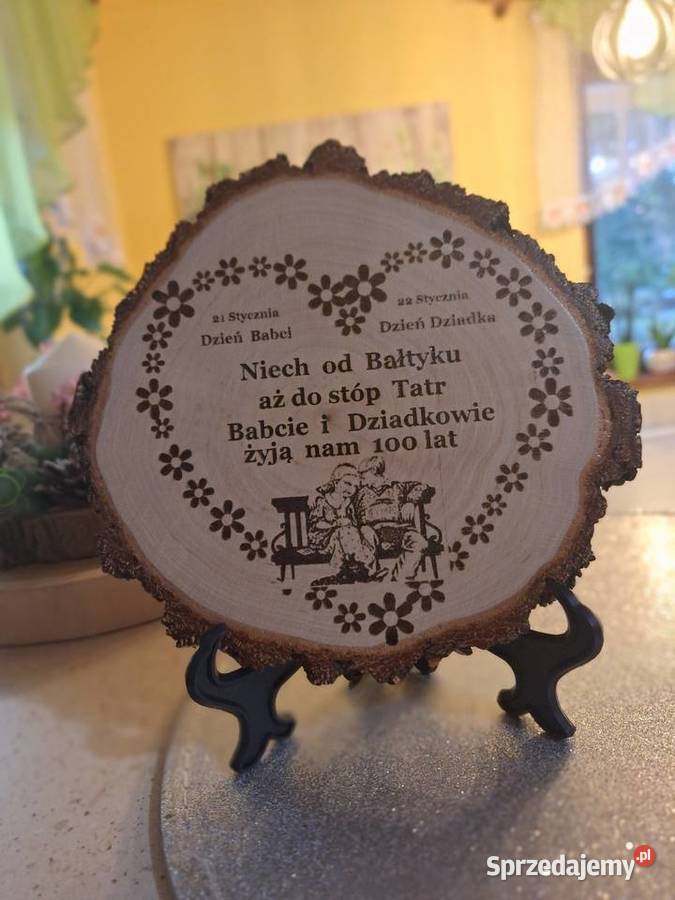 21 Stycznia
Dzień Babci
22 Stycznia
Dzień Dziadka
Niech od Bałtyku
aż do stóp Tatr
Babcie i Dziadkowie
żyją nam 100 lat
Sprzedajemy.pl